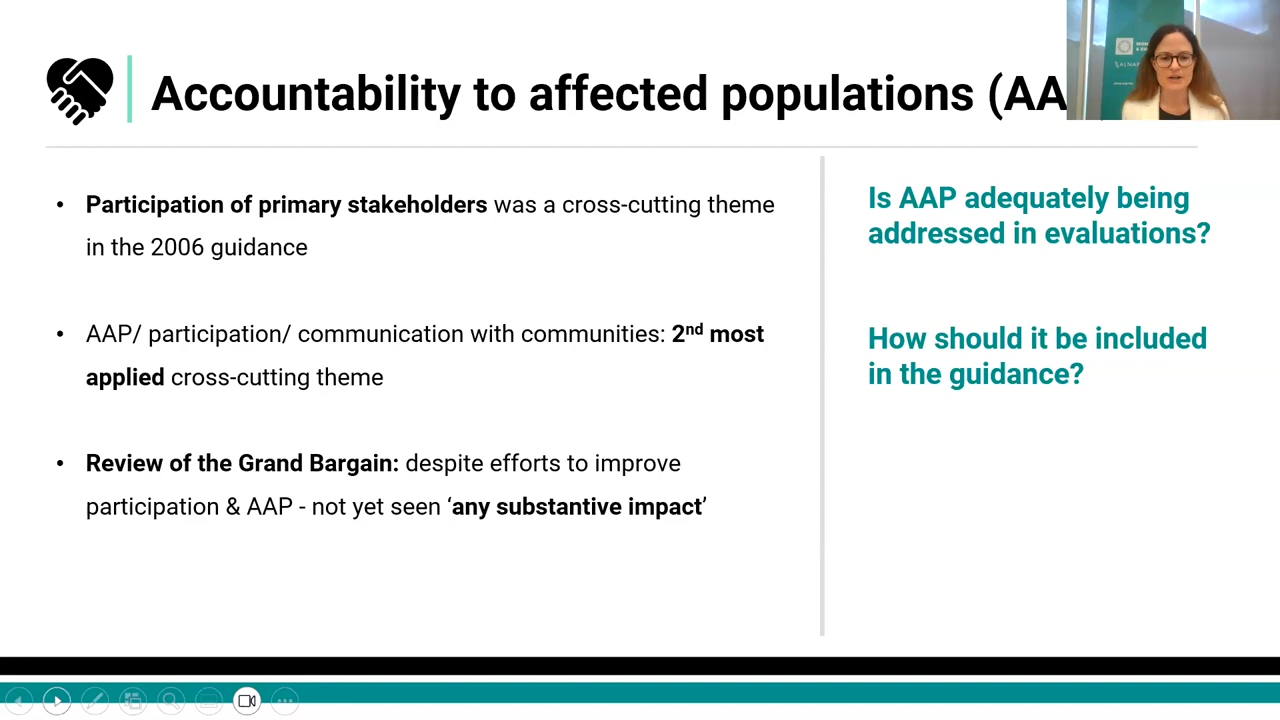 Accountability to affected populations (AA
• Participation of primary stakeholders was a cross-cutting theme
in the 2006 guidance
• AAP/ participation/ communication with communities: 2nd most
applied cross-cutting theme
• Review of the Grand Bargain: despite efforts to improve
participation & AAP - not yet seen ‘any substantive impact’
Is AAP adequately being
addressed in evaluations?
How should it be included
in the guidance?
ALNAP